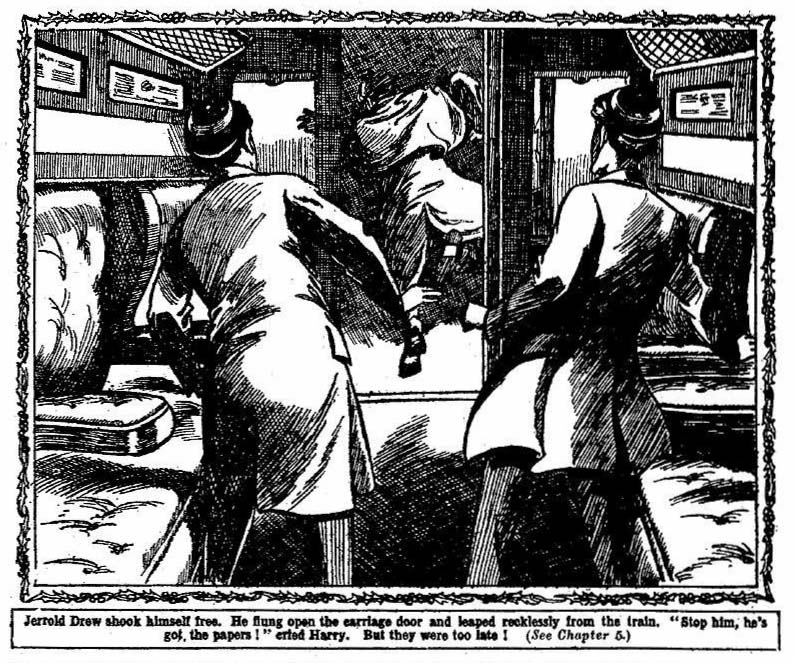 Jerrold Drew shook himself free. He flung open the carriage door and leaped recklessly from the train. "Stop him, he's
got, the papers!" cried Harry. But they were too late! (See Chapter 5.)